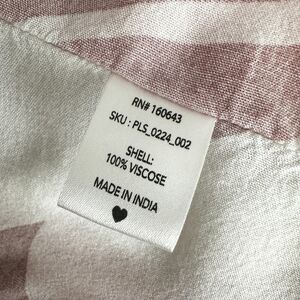 RN# 160643
SKU : PLS_0224_002
SHELL:
100% VISCOSE
MADE IN INDIA